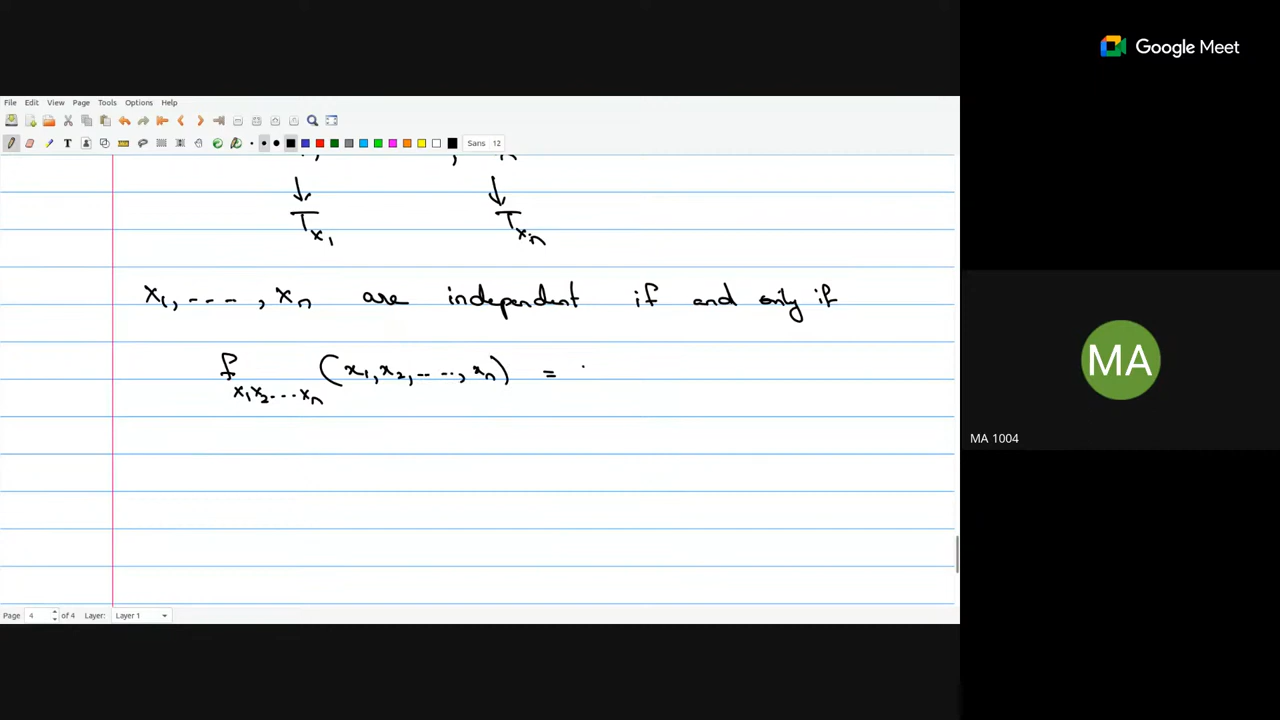 Google Meet
File Edit View Page Tools Options Help
T Sans 12
T_{X_1} T_{X_n}
X_1, ----, X_n are independent if and only if
f_{X_1X_2...X_n} (x_1, x_2, ....., x_n) =
MA
MA 1004
Page 4 of 4 Layer: Layer 1